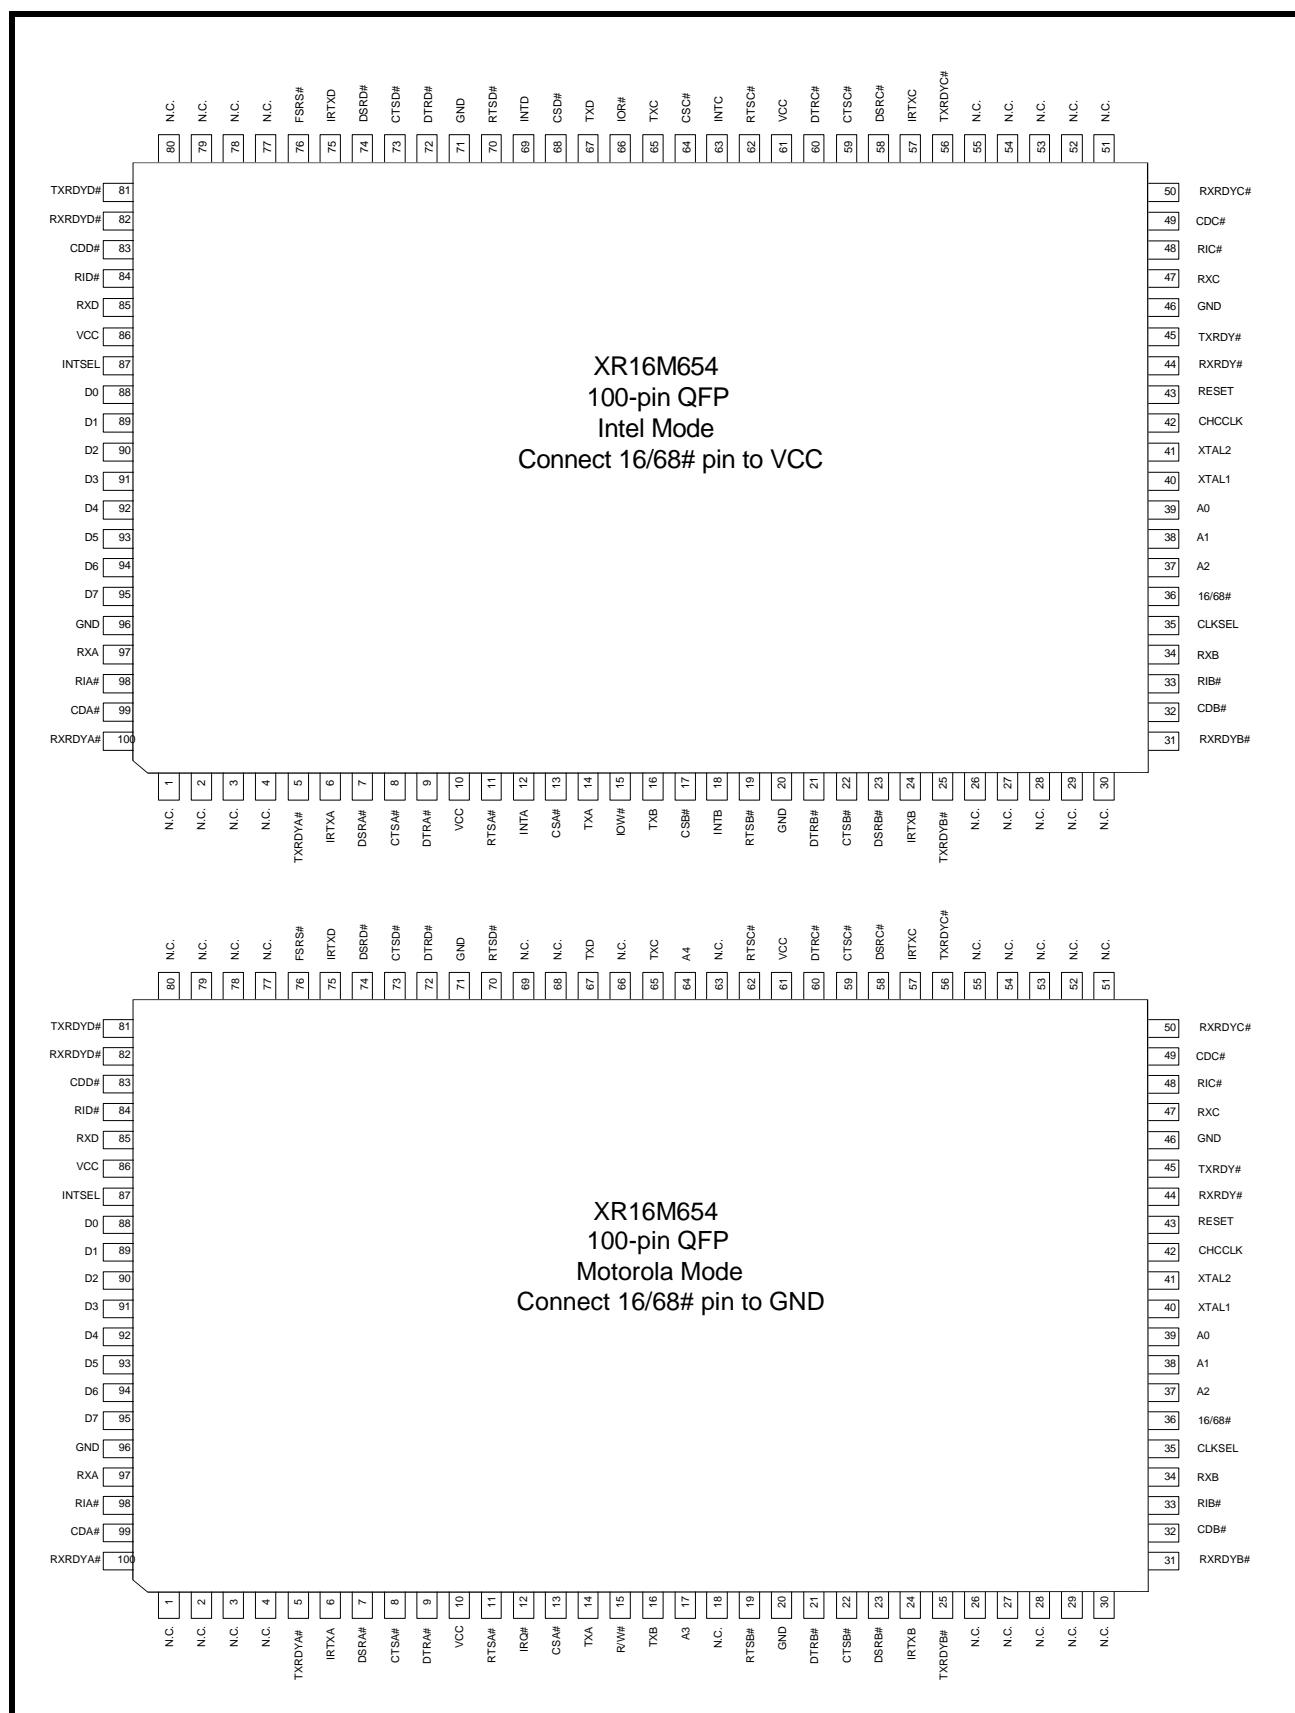 N.C. N.C. N.C. N.C. FSRS# IRTXD DSRD# CTSD# DTRD# GND RTSD# INTD CSD# TXD IOR# TXC CSC# INTC RTSC# VCC DTRC# CTSC# DSRC# IRTXC TXRDYC# N.C. N.C. N.C. N.C. N.C.
80 79 78 77 76 75 74 73 72 71 70 69 68 67 66 65 64 63 62 61 60 59 58 57 56 55 54 53 52 51
TXRDYD# 81 50 RXRDYC#
RXRDYD# 82 49 CDC#
CDD# 83 48 RIC#
RID# 84 47 RXC
RXD 85 46 GND
VCC 86 45 TXRDY#
INTSEL 87 44 RXRDY#
D0 88 43 RESET
D1 89 42 CHCCLK
D2 90 41 XTAL2
D3 91 40 XTAL1
D4 92 39 A0
D5 93 38 A1
D6 94 37 A2
D7 95 36 16/68#
GND 96 35 CLKSEL
RXA 97 34 RXB
RIA# 98 33 RIB#
CDA# 99 32 CDB#
RXRDYA# 100 31 RXRDYB#
XR16M654
100-pin QFP
Intel Mode
Connect 16/68# pin to VCC
1 2 3 4 5 6 7 8 9 10 11 12 13 14 15 16 17 18 19 20 21 22 23 24 25 26 27 28 29 30
N.C. N.C. N.C. N.C. TXRDYA# IRTXA DSRA# CTSA# DTRA# VCC RTSA# INTA CSA# TXA IOW# TXB CSB# INTB RTSB# GND DTRB# CTSB# DSRB# IRTXB TXRDYB# N.C. N.C. N.C. N.C. N.C.
N.C. N.C. N.C. N.C. FSRS# IRTXD DSRD# CTSD# DTRD# GND RTSD# N.C. N.C. TXD N.C. TXC A4 N.C. RTSC# VCC DTRC# CTSC# DSRC# IRTXC TXRDYC# N.C. N.C. N.C. N.C. N.C.
80 79 78 77 76 75 74 73 72 71 70 69 68 67 66 65 64 63 62 61 60 59 58 57 56 55 54 53 52 51
TXRDYD# 81 50 RXRDYC#
RXRDYD# 82 49 CDC#
CDD# 83 48 RIC#
RID# 84 47 RXC
RXD 85 46 GND
VCC 86 45 TXRDY#
INTSEL 87 44 RXRDY#
D0 88 43 RESET
D1 89 42 CHCCLK
D2 90 41 XTAL2
D3 91 40 XTAL1
D4 92 39 A0
D5 93 38 A1
D6 94 37 A2
D7 95 36 16/68#
GND 96 35 CLKSEL
RXA 97 34 RXB
RIA# 98 33 RIB#
CDA# 99 32 CDB#
RXRDYA# 100 31 RXRDYB#
XR16M654
100-pin QFP
Motorola Mode
Connect 16/68# pin to GND
1 2 3 4 5 6 7 8 9 10 11 12 13 14 15 16 17 18 19 20 21 22 23 24 25 26 27 28 29 30
N.C. N.C. N.C. N.C. TXRDYA# IRTXA DSRA# CTSA# DTRA# VCC RTSA# IRQ# CSA# TXA R/W# TXB A3 N.C. RTSB# GND DTRB# CTSB# DSRB# IRTXB TXRDYB# N.C. N.C. N.C. N.C. N.C.